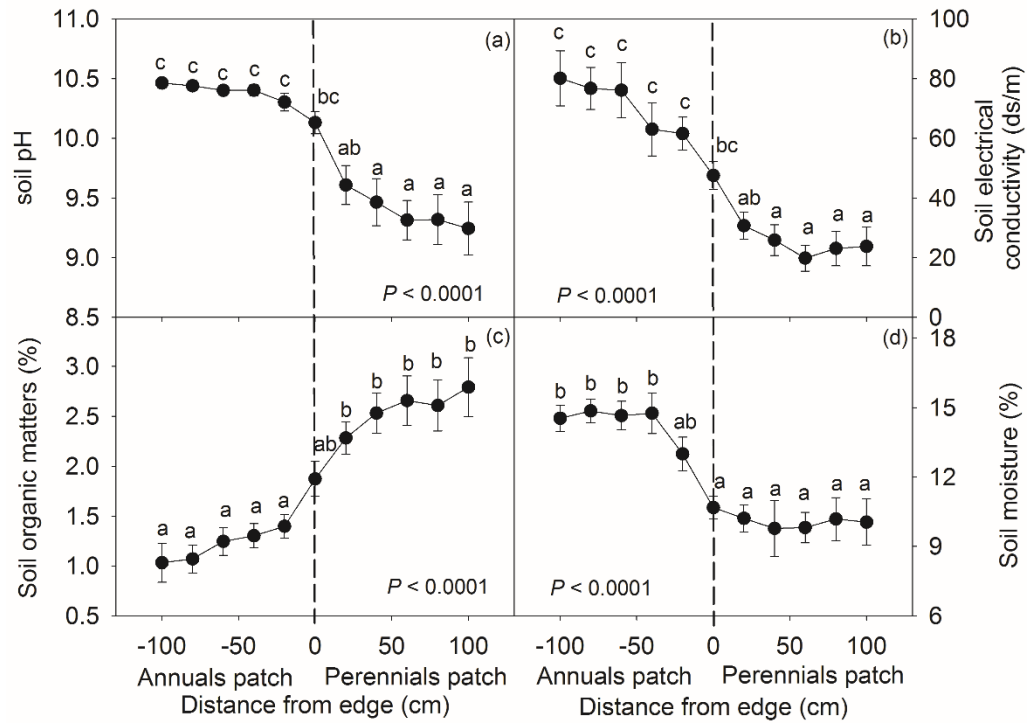 11.0
10.5
10.0
9.5
9.0
8.5
soil pH
(a)
c c c c c bc ab a a a a
P < 0.0001
100
80
60
40
20
0
Soil electrical
conductivity (ds/m)
(b)
c c c c c bc ab a a a a
P < 0.0001
3.0
2.5
2.0
1.5
1.0
0.5
Soil organic matters (%)
(c)
a a a a a ab b b b b b
P < 0.0001
18
15
12
9
6
Soil moisture (%)
(d)
b b b b ab a a a a a a
-100 -50 0 50 100
Annuals patch Perennials patch
Distance from edge (cm)
-100 -50 0 50 100
Annuals patch Perennials patch
Distance from edge (cm)